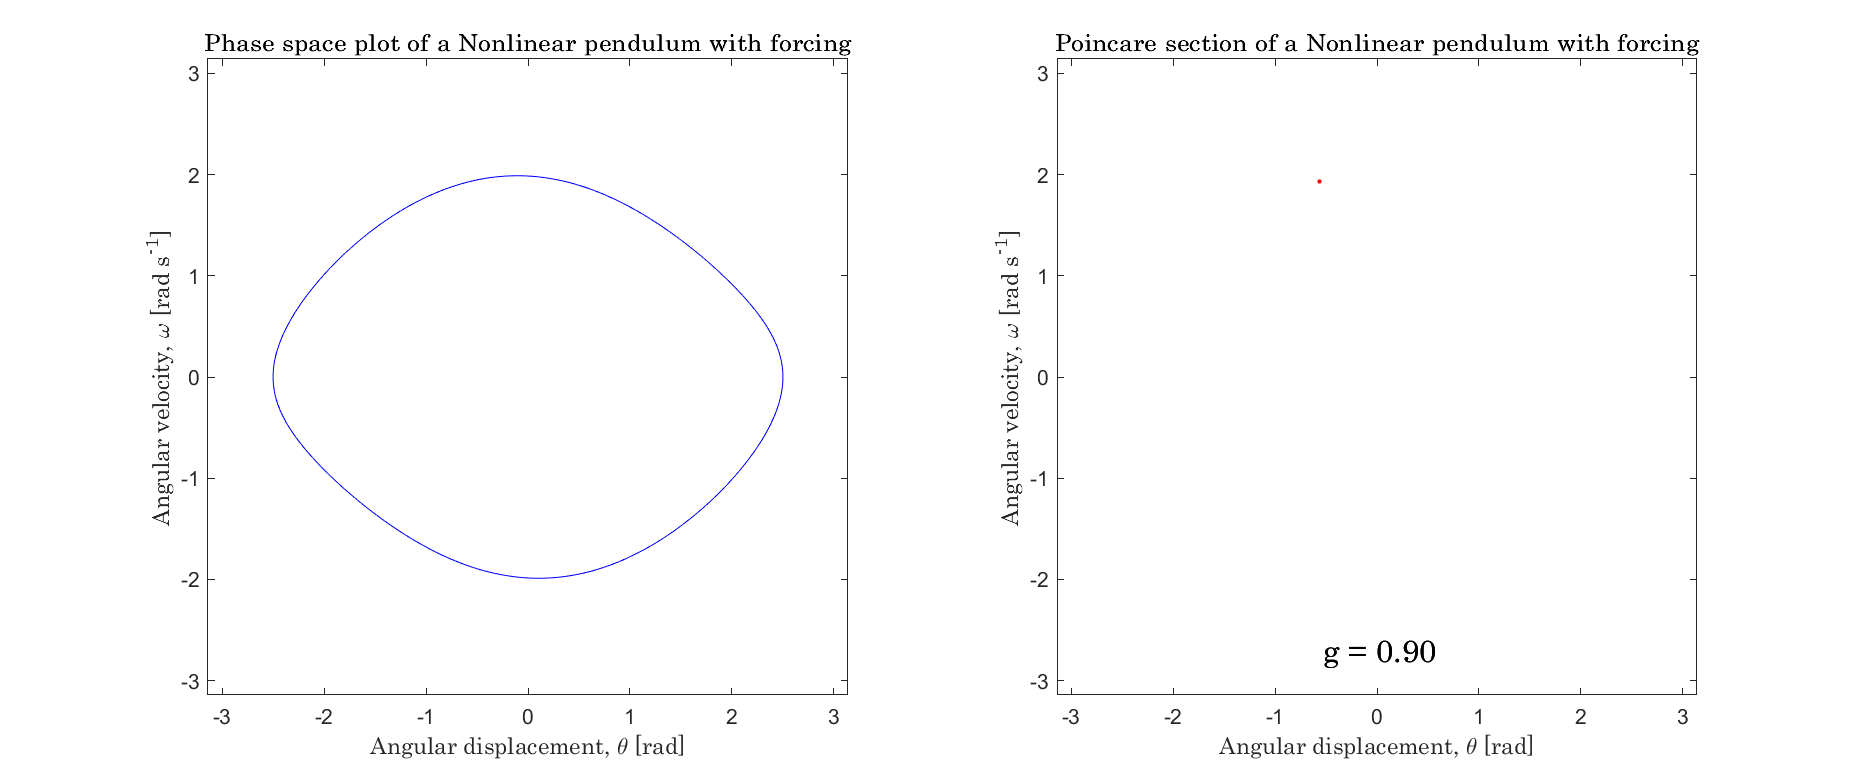 Phase space plot of a Nonlinear pendulum with forcing
3
2
1
0
-1
-2
-3
Angular velocity, ω [rad s⁻¹]
-3 -2 -1 0 1 2 3
Angular displacement, θ [rad]
Poincare section of a Nonlinear pendulum with forcing
3
2
1
0
-1
-2
-3
Angular velocity, ω [rad s⁻¹]
g = 0.90
-3 -2 -1 0 1 2 3
Angular displacement, θ [rad]